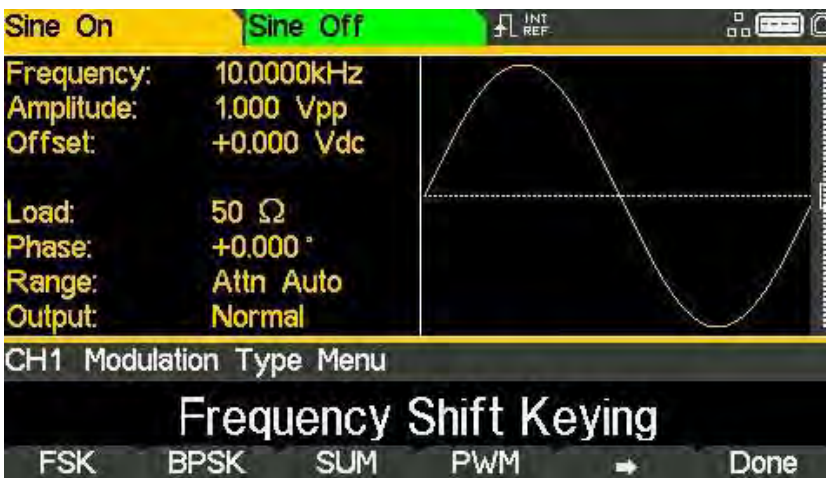 Sine On Sine Off INT REF
Frequency: 10.0000kHz
Amplitude: 1.000 Vpp
Offset: +0.000 Vdc
Load: 50 Ω
Phase: +0.000 °
Range: Attn Auto
Output: Normal
CH1 Modulation Type Menu
Frequency Shift Keying
FSK BPSK SUM PWM ➡ Done